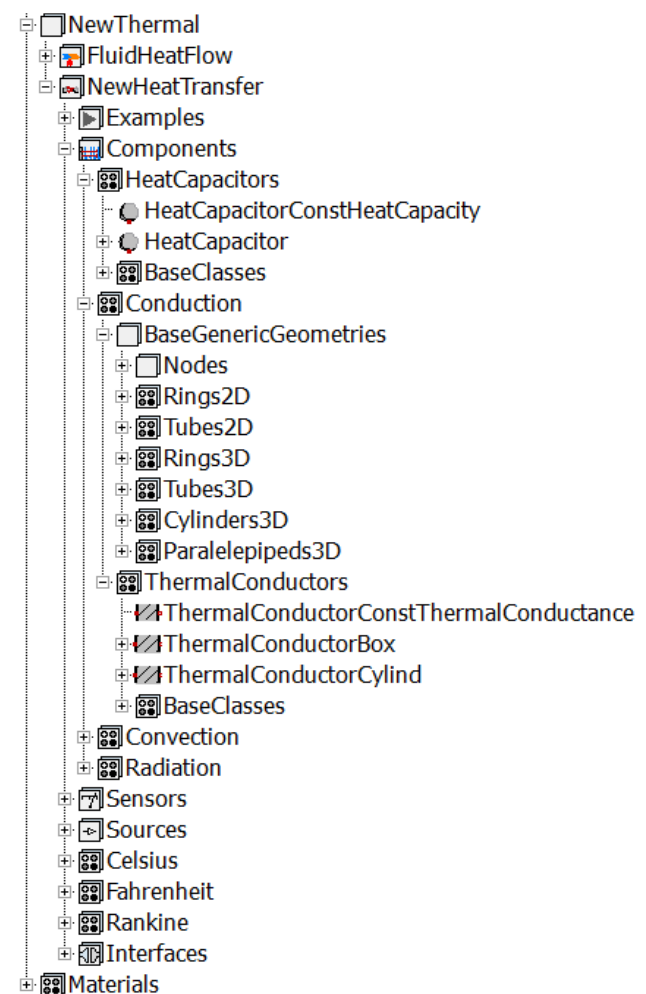 NewThermal
FluidHeatFlow
NewHeatTransfer
Examples
Components
HeatCapacitors
HeatCapacitorConstHeatCapacity
HeatCapacitor
BaseClasses
Conduction
BaseGenericGeometries
Nodes
Rings2D
Tubes2D
Rings3D
Tubes3D
Cylinders3D
Paralelepipeds3D
ThermalConductors
ThermalConductorConstThermalConductance
ThermalConductorBox
ThermalConductorCylind
BaseClasses
Convection
Radiation
Sensors
Sources
Celsius
Fahrenheit
Rankine
Interfaces
Materials